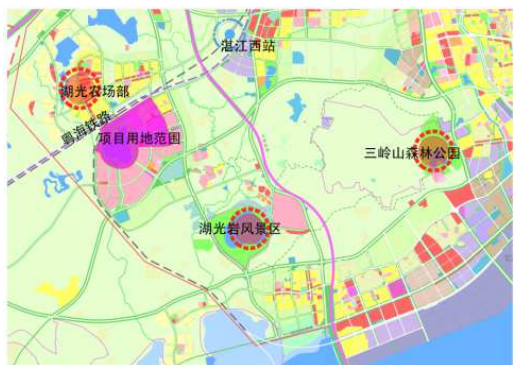 湛江西站
湖光农场部
粤海铁路
项目用地范围
三岭山森林公园
湖光岩风景区